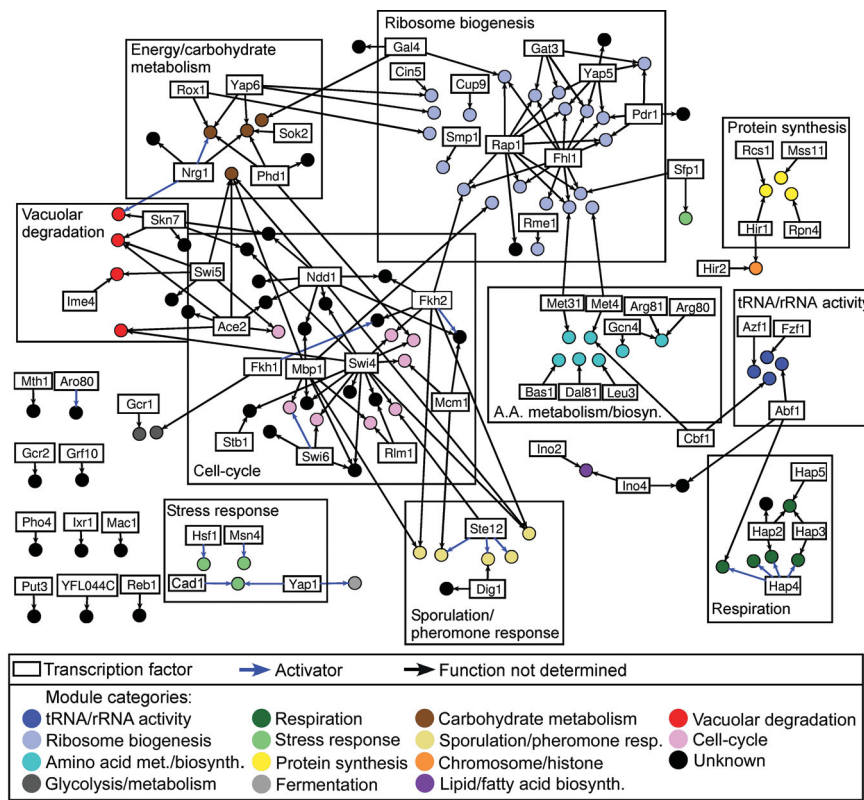 Ribosome biogenesis
Energy/carbohydrate
metabolism
Gal4
Gat3
Cin5
Yap5
Rox1
Yap6
Cup9
Pdr1
Protein synthesis
Sok2
Smp1
Rap1
Rcs1
Mss11
Fhl1
Nrg1
Phd1
Sfp1
Vacuolar
degradation
Skn7
Rme1
Hir1
Rpn4
Swi5
Ndd1
Hir2
Ime4
Fkh2
Met31
Met4
Arg81
Arg80
tRNA/rRNA activity
Ace2
Gcn4
Azf1
Fzf1
Fkh1
Mbp1
Swi4
Mth1
Aro80
Bas1
Dal81
Leu3
Gcr1
Mcm1
A.A. metabolism/biosyn.
Abf1
Stb1
Rlm1
Cbf1
Gcr2
Grf10
Swi6
Ino2
Cell-cycle
Ino4
Hap5
Pho4
Ixr1
Mac1
Stress response
Hsf1
Msn4
Ste12
Hap2
Hap3
Put3
YFL044C
Reb1
Cad1
Yap1
Dig1
Hap4
Sporulation/
pheromone response
Respiration
Transcription factor
Activator
Function not determined
Module categories:
tRNA/rRNA activity
Respiration
Carbohydrate metabolism
Vacuolar degradation
Ribosome biogenesis
Stress response
Sporulation/pheromone resp.
Cell-cycle
Amino acid met./biosynth.
Protein synthesis
Chromosome/histone
Unknown
Glycolysis/metabolism
Fermentation
Lipid/fatty acid biosynth.